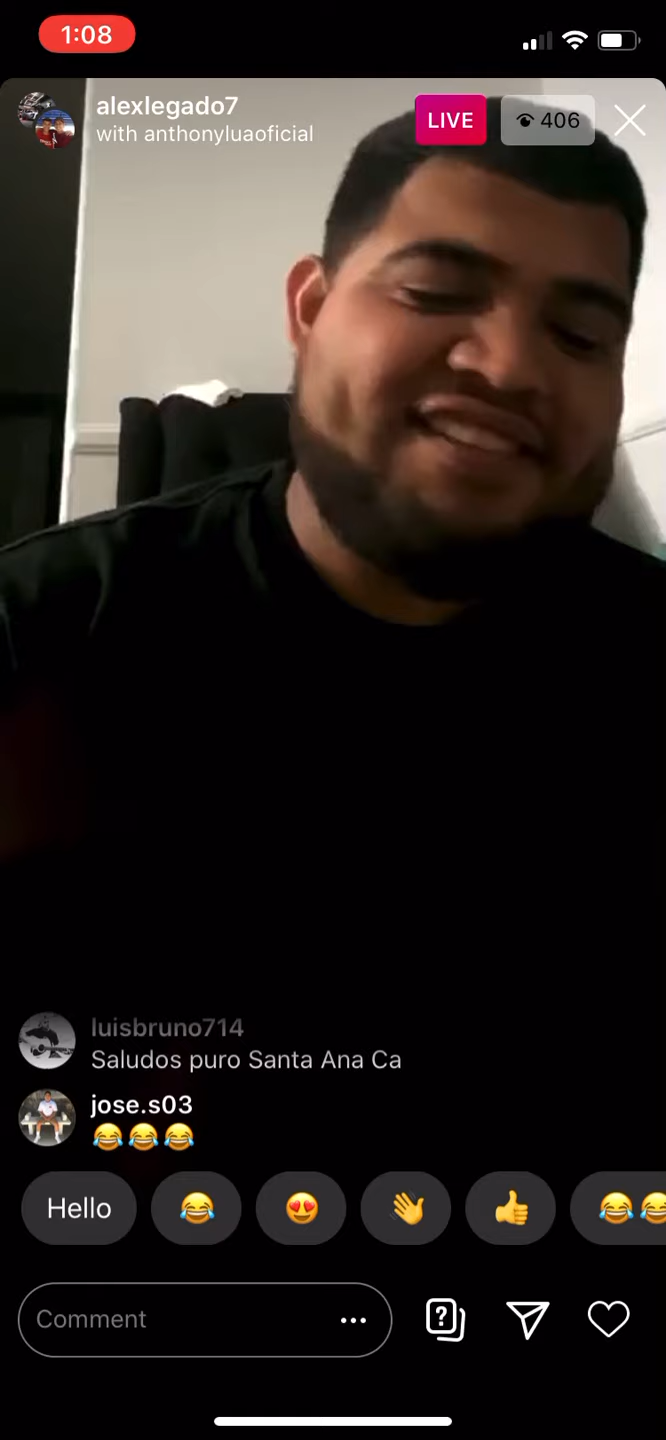 1:08
alexlegado7
with anthonyluaoficial
LIVE
406
luisbruno714
Saludos puro Santa Ana Ca
jose.s03
😂😂😂
Hello 😂 😍 👋 👍 😂😂
Comment